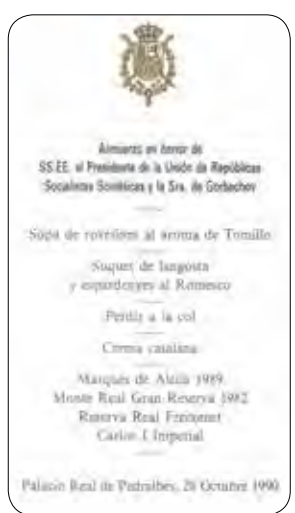 Almuerzo en honor de
SS.EE. el Presidente de la Unión de Repúblicas
Socialistas Soviéticas y la Sra. de Gorbachov
Sopa de rovellons al aroma de Tomillo
Suquet de langosta
y espardenyes al Romesco
Perdiz a la col
Crema catalana
Marqués de Alella 1989
Monte Real Gran Reserva 1982
Reserva Real Freixenet
Carlos I Imperial
Palacio Real de Pedralbes, 28 Octubre 1990